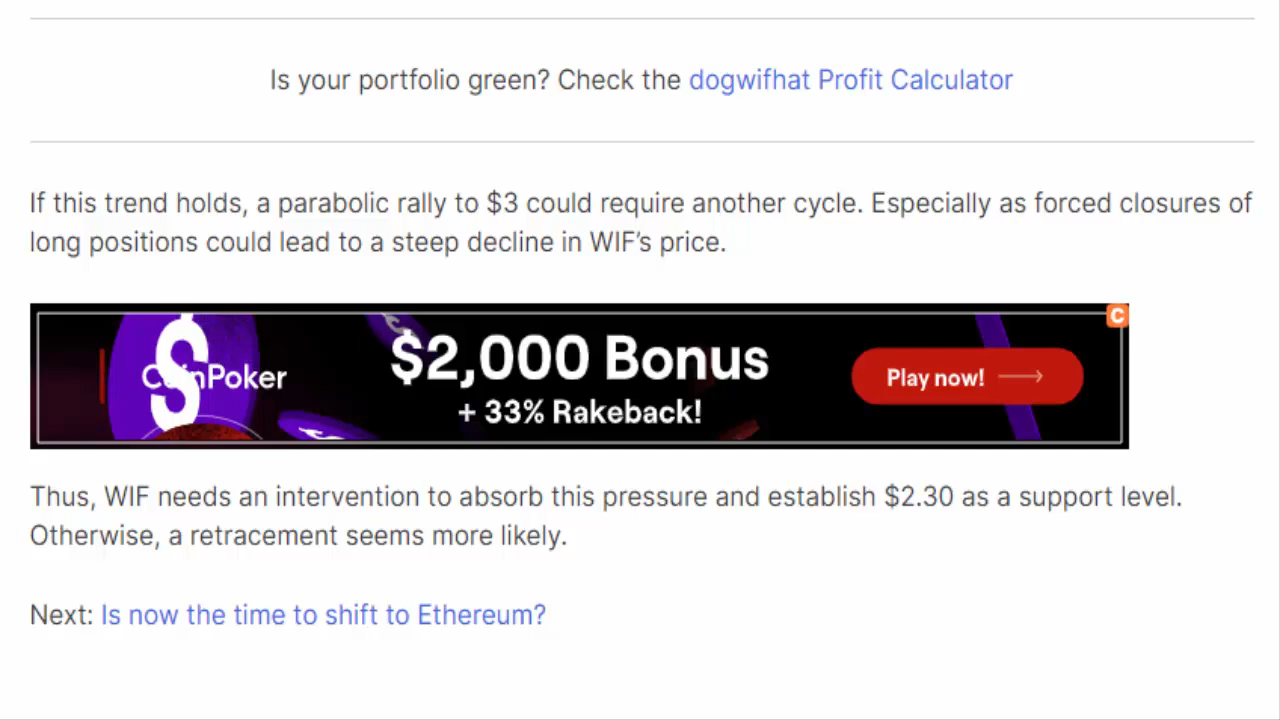 Is your portfolio green? Check the dogwifhat Profit Calculator
If this trend holds, a parabolic rally to $3 could require another cycle. Especially as forced closures of
long positions could lead to a steep decline in WIF’s price.
C
CoinPoker
$2,000 Bonus
+ 33% Rakeback!
Play now!
Thus, WIF needs an intervention to absorb this pressure and establish $2.30 as a support level.
Otherwise, a retracement seems more likely.
Next: Is now the time to shift to Ethereum?